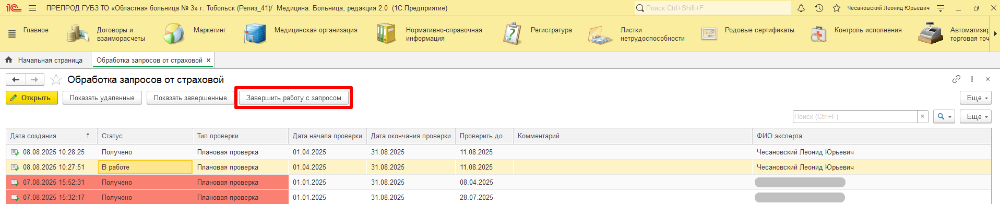 1С ПРЕПРОД ГУБЗ ТО «Областная больница № 3» г. Тобольск (Релиз_41)/ Медицина. Больница, редакция 2.0 (1С:Предприятие) Поиск Ctrl+Shift+F Чесановский Леонид Юрьевич
Главное
Договоры и
взаиморасчеты
Маркетинг
Медицинская организация
Нормативно-справочная
информация
Регистратура
Листки
нетрудоспособности
Родовые сертификаты
Контроль исполнения
Автоматизир
торговая точ
Начальная страница Обработка запросов от страховой ×
Обработка запросов от страховой
Открыть Показать удаленные Показать завершенные Завершить работу с запросом Еще
Поиск (Ctrl+F) × Еще
Дата создания ↑ Статус Тип проверки Дата начала проверки Дата окончания проверки Проверить до... Комментарий ФИО эксперта
08.08.2025 10:28:25 Получено Плановая проверка 01.04.2025 31.08.2025 11.08.2025 Чесановский Леонид Юрьевич
08.08.2025 10:27:51 В работе Плановая проверка 01.04.2025 31.08.2025 11.08.2025 Чесановский Леонид Юрьевич
07.08.2025 15:52:31 Получено Плановая проверка 01.01.2025 31.08.2025 08.04.2025
07.08.2025 15:32:17 Получено Плановая проверка 01.01.2025 31.08.2025 28.07.2025